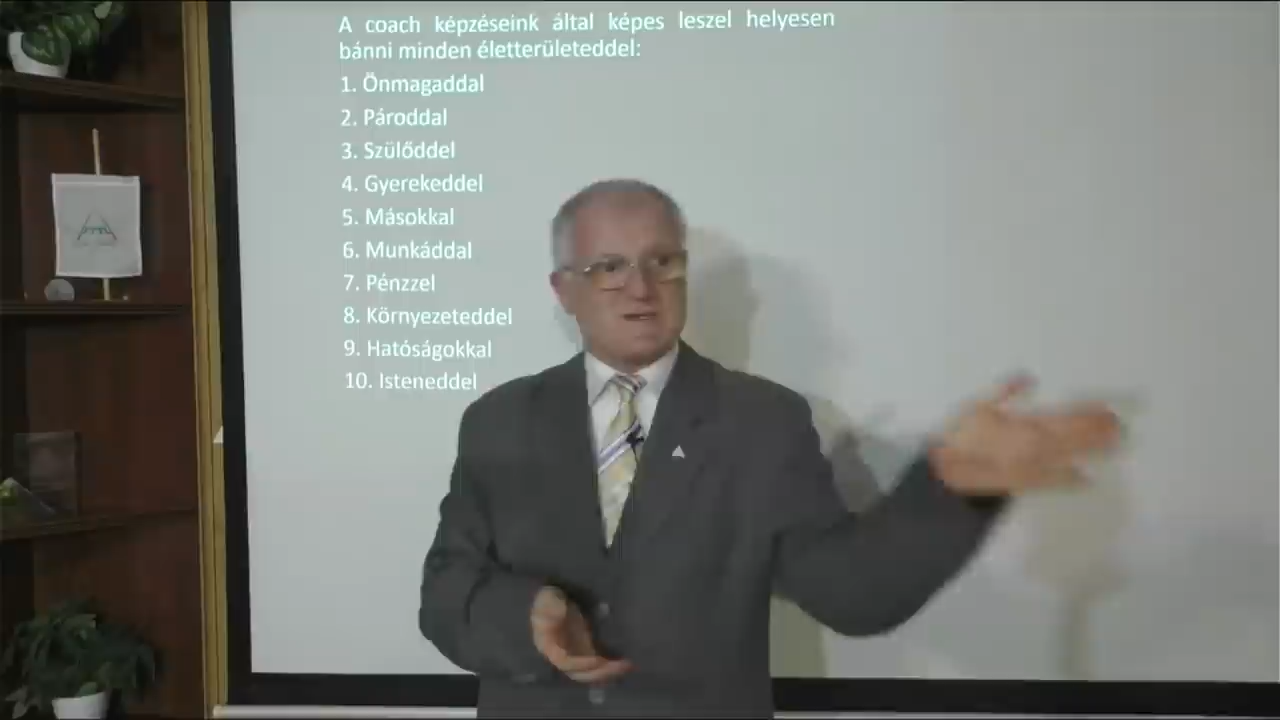 A coach képzéseink által képes leszel helyesen
bánni minden életterületeddel:
1. Önmagaddal
2. Pároddal
3. Szülőddel
4. Gyerekeddel
5. Másokkal
6. Munkáddal
7. Pénzzel
8. Környezeteddel
9. Hatóságokkal
10. Isteneddel